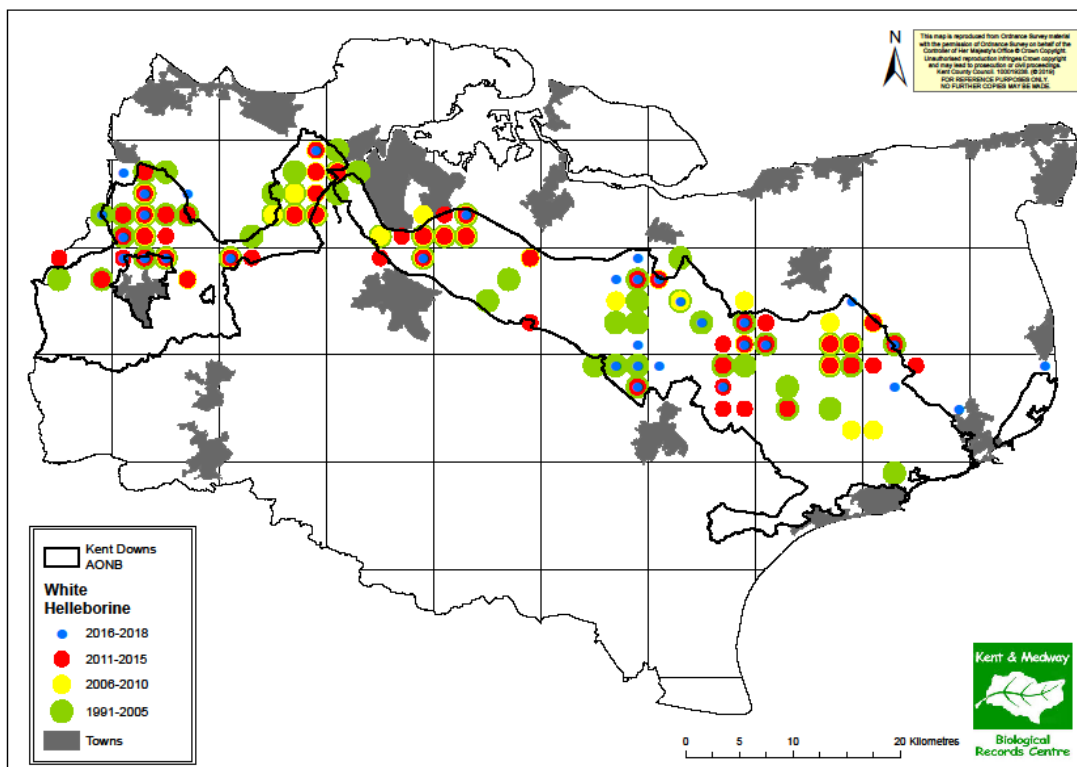 N
This map is reproduced from Ordnance Survey material
with the permission of Ordnance Survey on behalf of the
Controller of Her Majesty's Office © Crown Copyright.
Unauthorised reproduction infringes Crown copyright
and may lead to prosecution or civil proceedings.
Kent County Council. 100019238. (© 2019)
FOR REFERENCE PURPOSES ONLY.
NO FURTHER COPIES MAY BE MADE.
Kent Downs
AONB
White
Helleborine
2016-2018
2011-2015
2006-2010
1991-2005
Towns
0 5 10 20 Kilometres
Kent & Medway
Biological
Records Centre